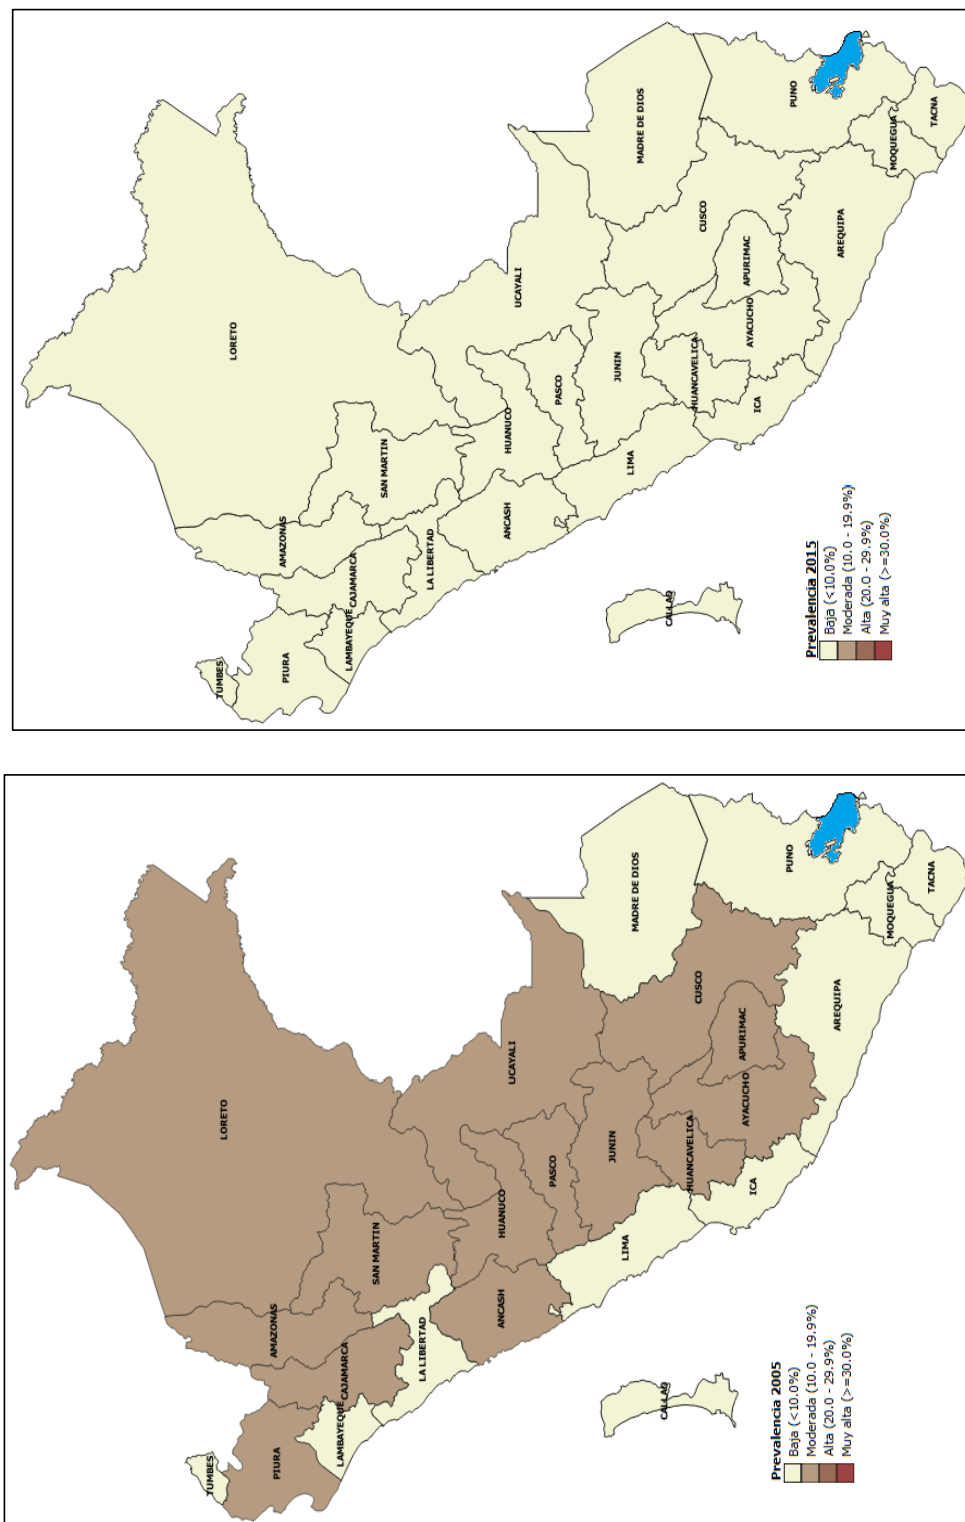 TUMBES
PIURA
LAMBAYEQUE
CAJAMARCA
AMAZONAS
LORETO
SAN MARTIN
LA LIBERTAD
ANCASH
HUANUCO
UCAYALI
PASCO
JUNIN
LIMA
CALLAO
HUANCAVELICA
ICA
AYACUCHO
APURIMAC
CUSCO
MADRE DE DIOS
AREQUIPA
PUNO
MOQUEGUA
TACNA
Prevalencia 2015
Baja (<10.0%)
Moderada (10.0 - 19.9%)
Alta (20.0 - 29.9%)
Muy alta (>=30.0%)
TUMBES
PIURA
LAMBAYEQUE
CAJAMARCA
AMAZONAS
LORETO
SAN MARTIN
LA LIBERTAD
ANCASH
HUANUCO
UCAYALI
PASCO
JUNIN
LIMA
CALLAO
HUANCAVELICA
ICA
AYACUCHO
APURIMAC
CUSCO
MADRE DE DIOS
AREQUIPA
PUNO
MOQUEGUA
TACNA
Prevalencia 2005
Baja (<10.0%)
Moderada (10.0 - 19.9%)
Alta (20.0 - 29.9%)
Muy alta (>=30.0%)